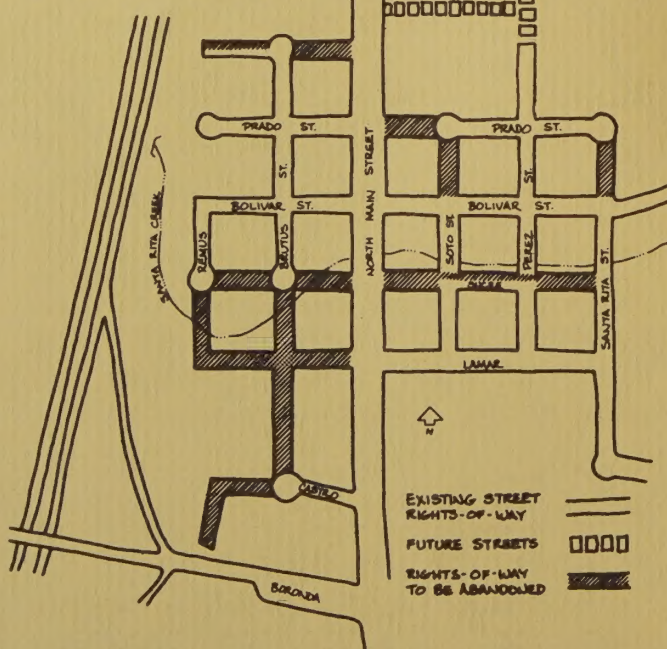 PRADO ST.
PRADO ST.
NORTH MAIN STREET
ST.
ST.
BOLIVAR ST.
BOLIVAR ST.
SANTA RITA CREEK
REMUS
BRUTUS
SOTO ST
PEREZ
SANTA RITA ST.
LAMAR
N
CASTRO
BORONDA
EXISTING STREET
RIGHTS-OF-WAY
FUTURE STREETS
RIGHTS-OF-WAY
TO BE ABANDONED